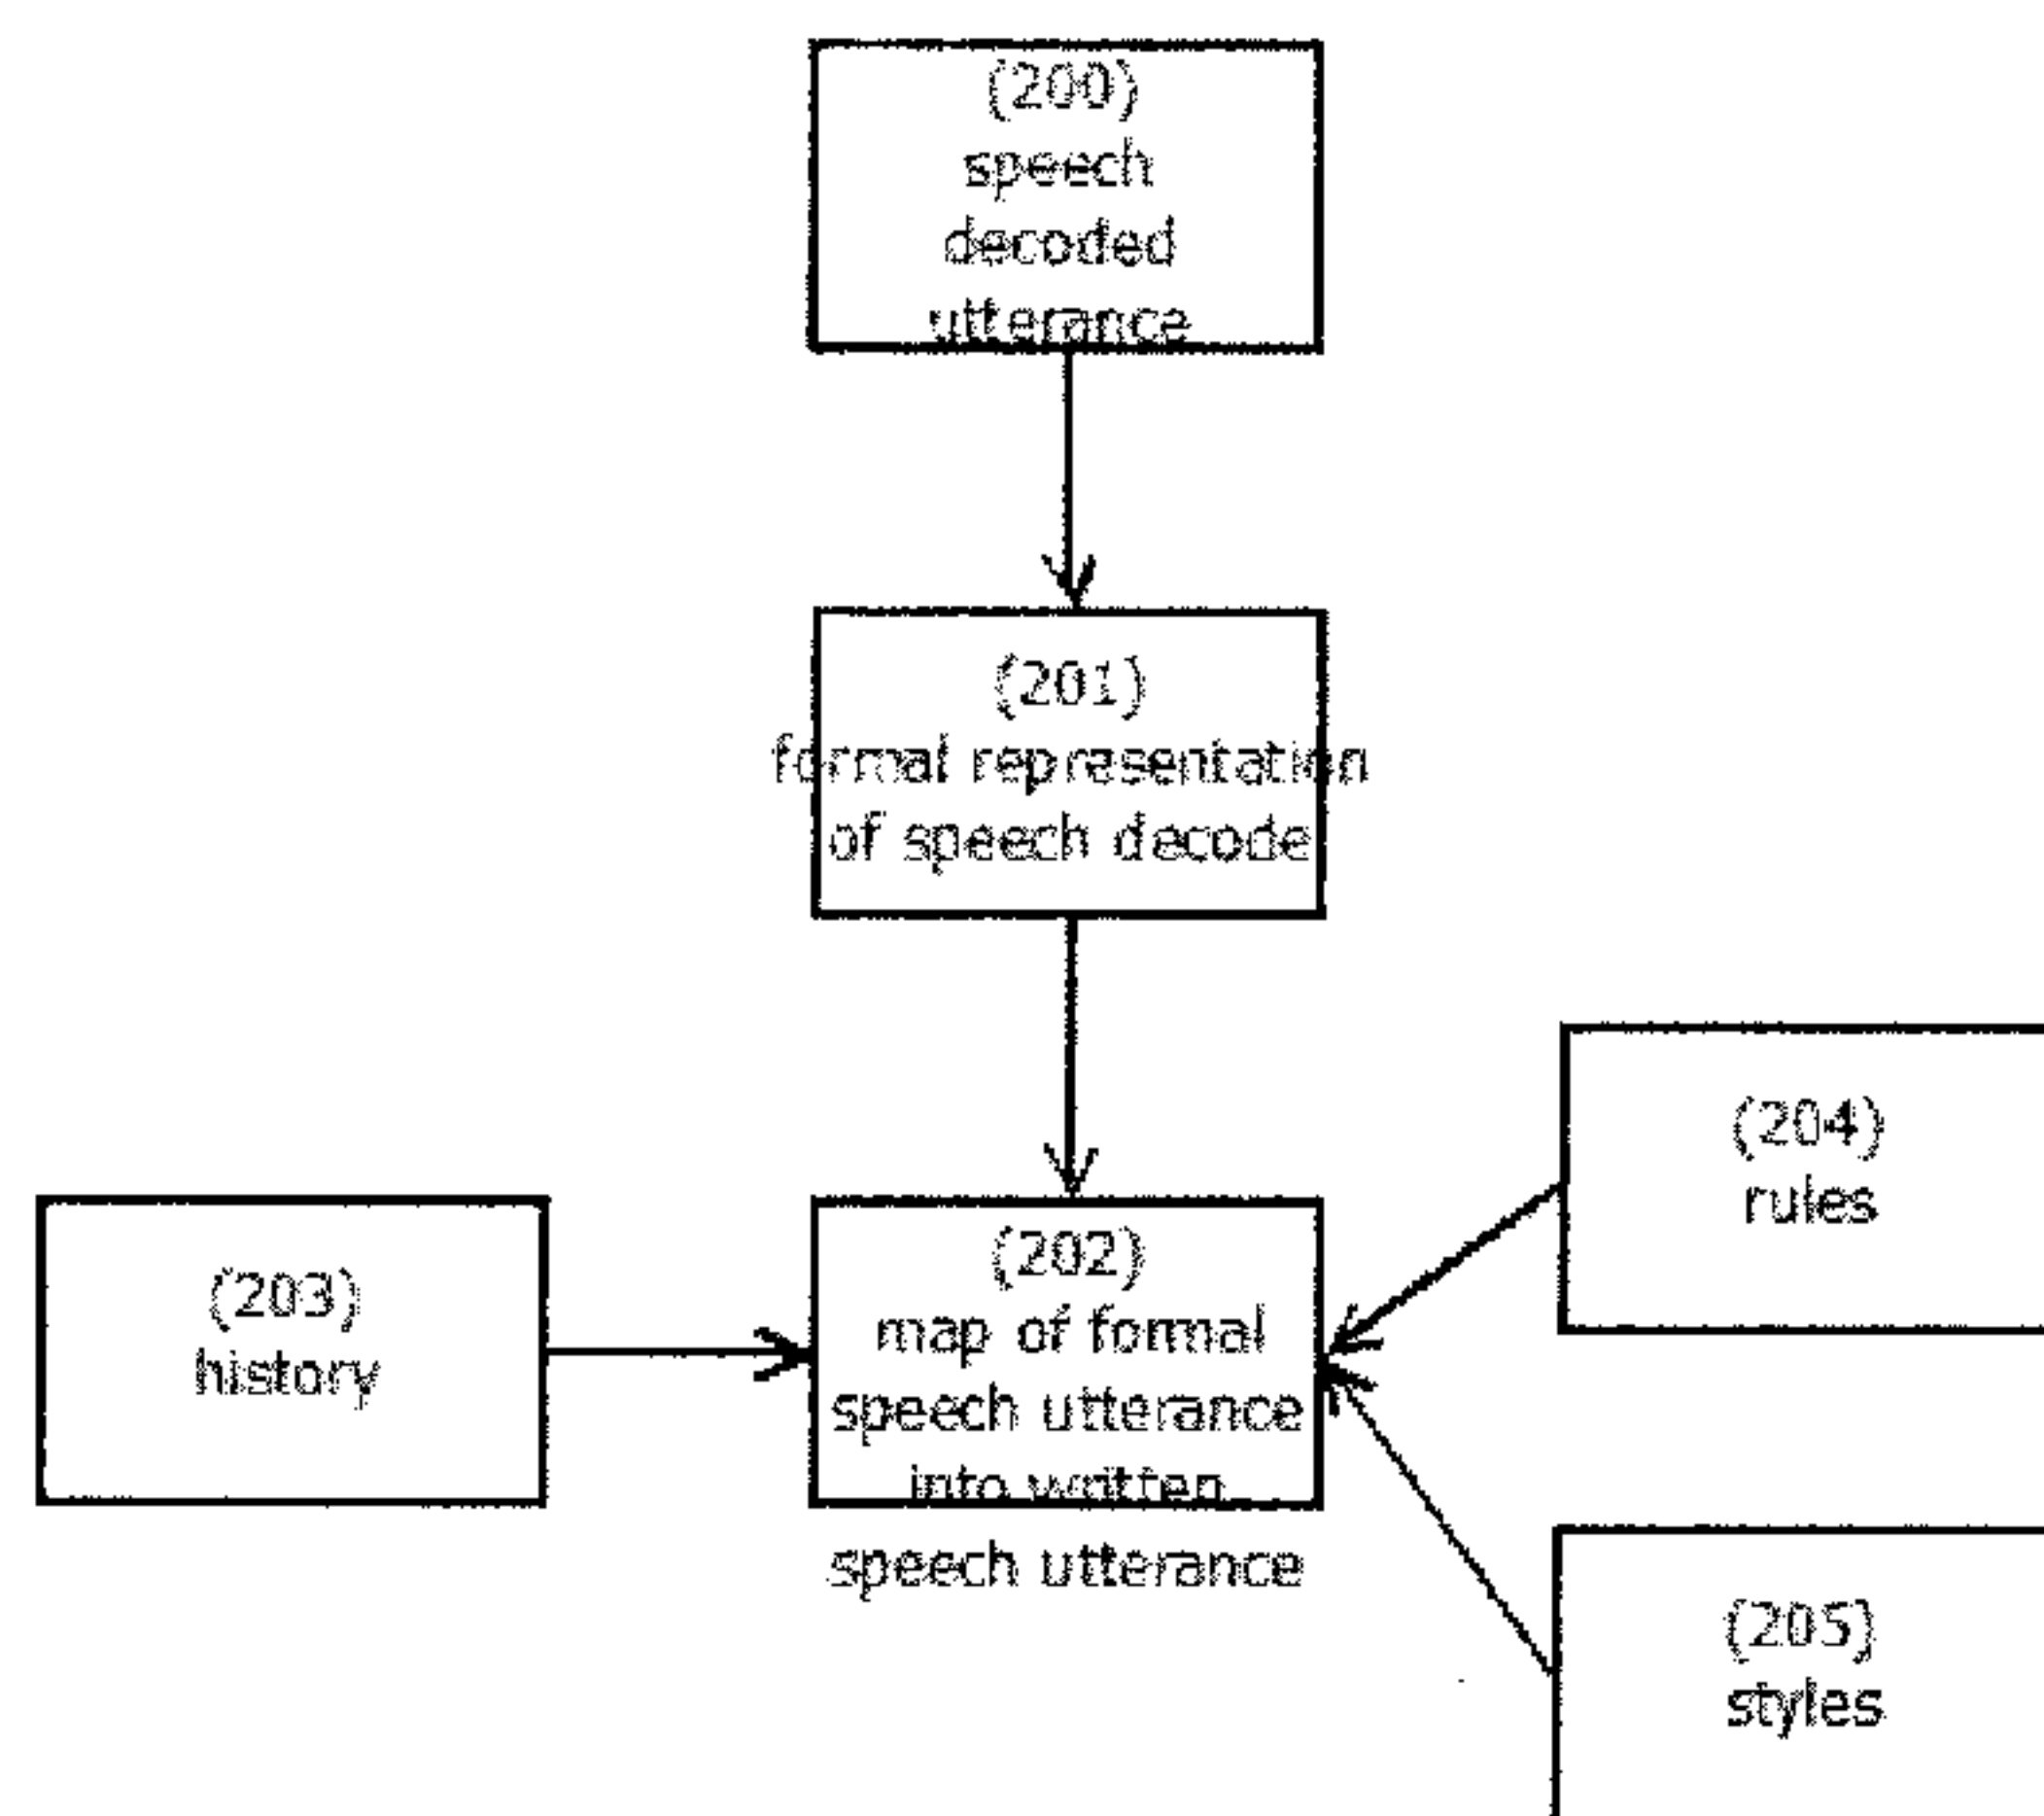 (200)
speech
decoded
utterance
(201)
formal representation
of speech decode
(204)
rules
(203)
history
(202)
map of formal
speech utterance
into written
speech utterance
(205)
styles